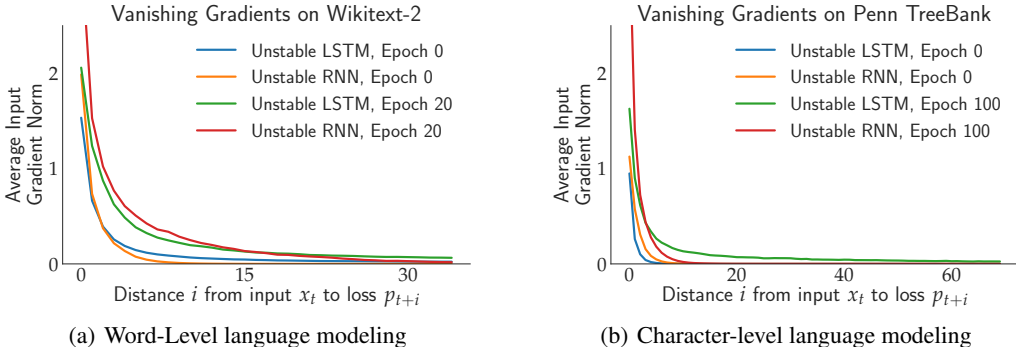 Vanishing Gradients on Wikitext-2
Average Input
Gradient Norm
2
1
0
Unstable LSTM, Epoch 0
Unstable RNN, Epoch 0
Unstable LSTM, Epoch 20
Unstable RNN, Epoch 20
0 15 30
Distance i from input x_t to loss p_{t+i}
(a) Word-Level language modeling
Vanishing Gradients on Penn TreeBank
Average Input
Gradient Norm
2
1
0
Unstable LSTM, Epoch 0
Unstable RNN, Epoch 0
Unstable LSTM, Epoch 100
Unstable RNN, Epoch 100
0 20 40 60
Distance i from input x_t to loss p_{t+i}
(b) Character-level language modeling